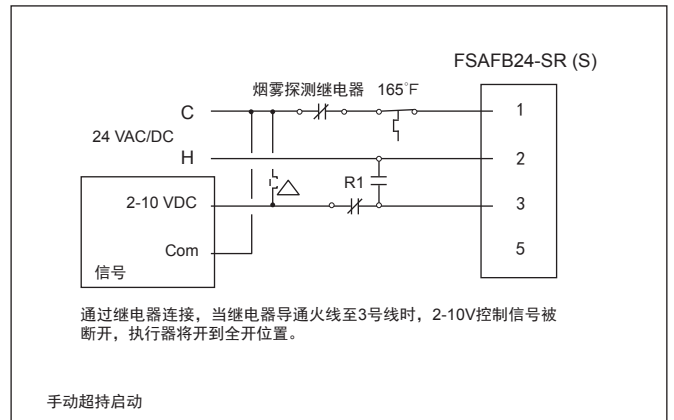 FSAFB24-SR (S)
烟雾探测继电器 165°F
C
1
24 VAC/DC
H
2
R1
2-10 VDC
3
Com
5
信号
通过继电器连接，当继电器导通火线至3号线时，2-10V控制信号被
断开，执行器将开到全开位置。
手动超持启动